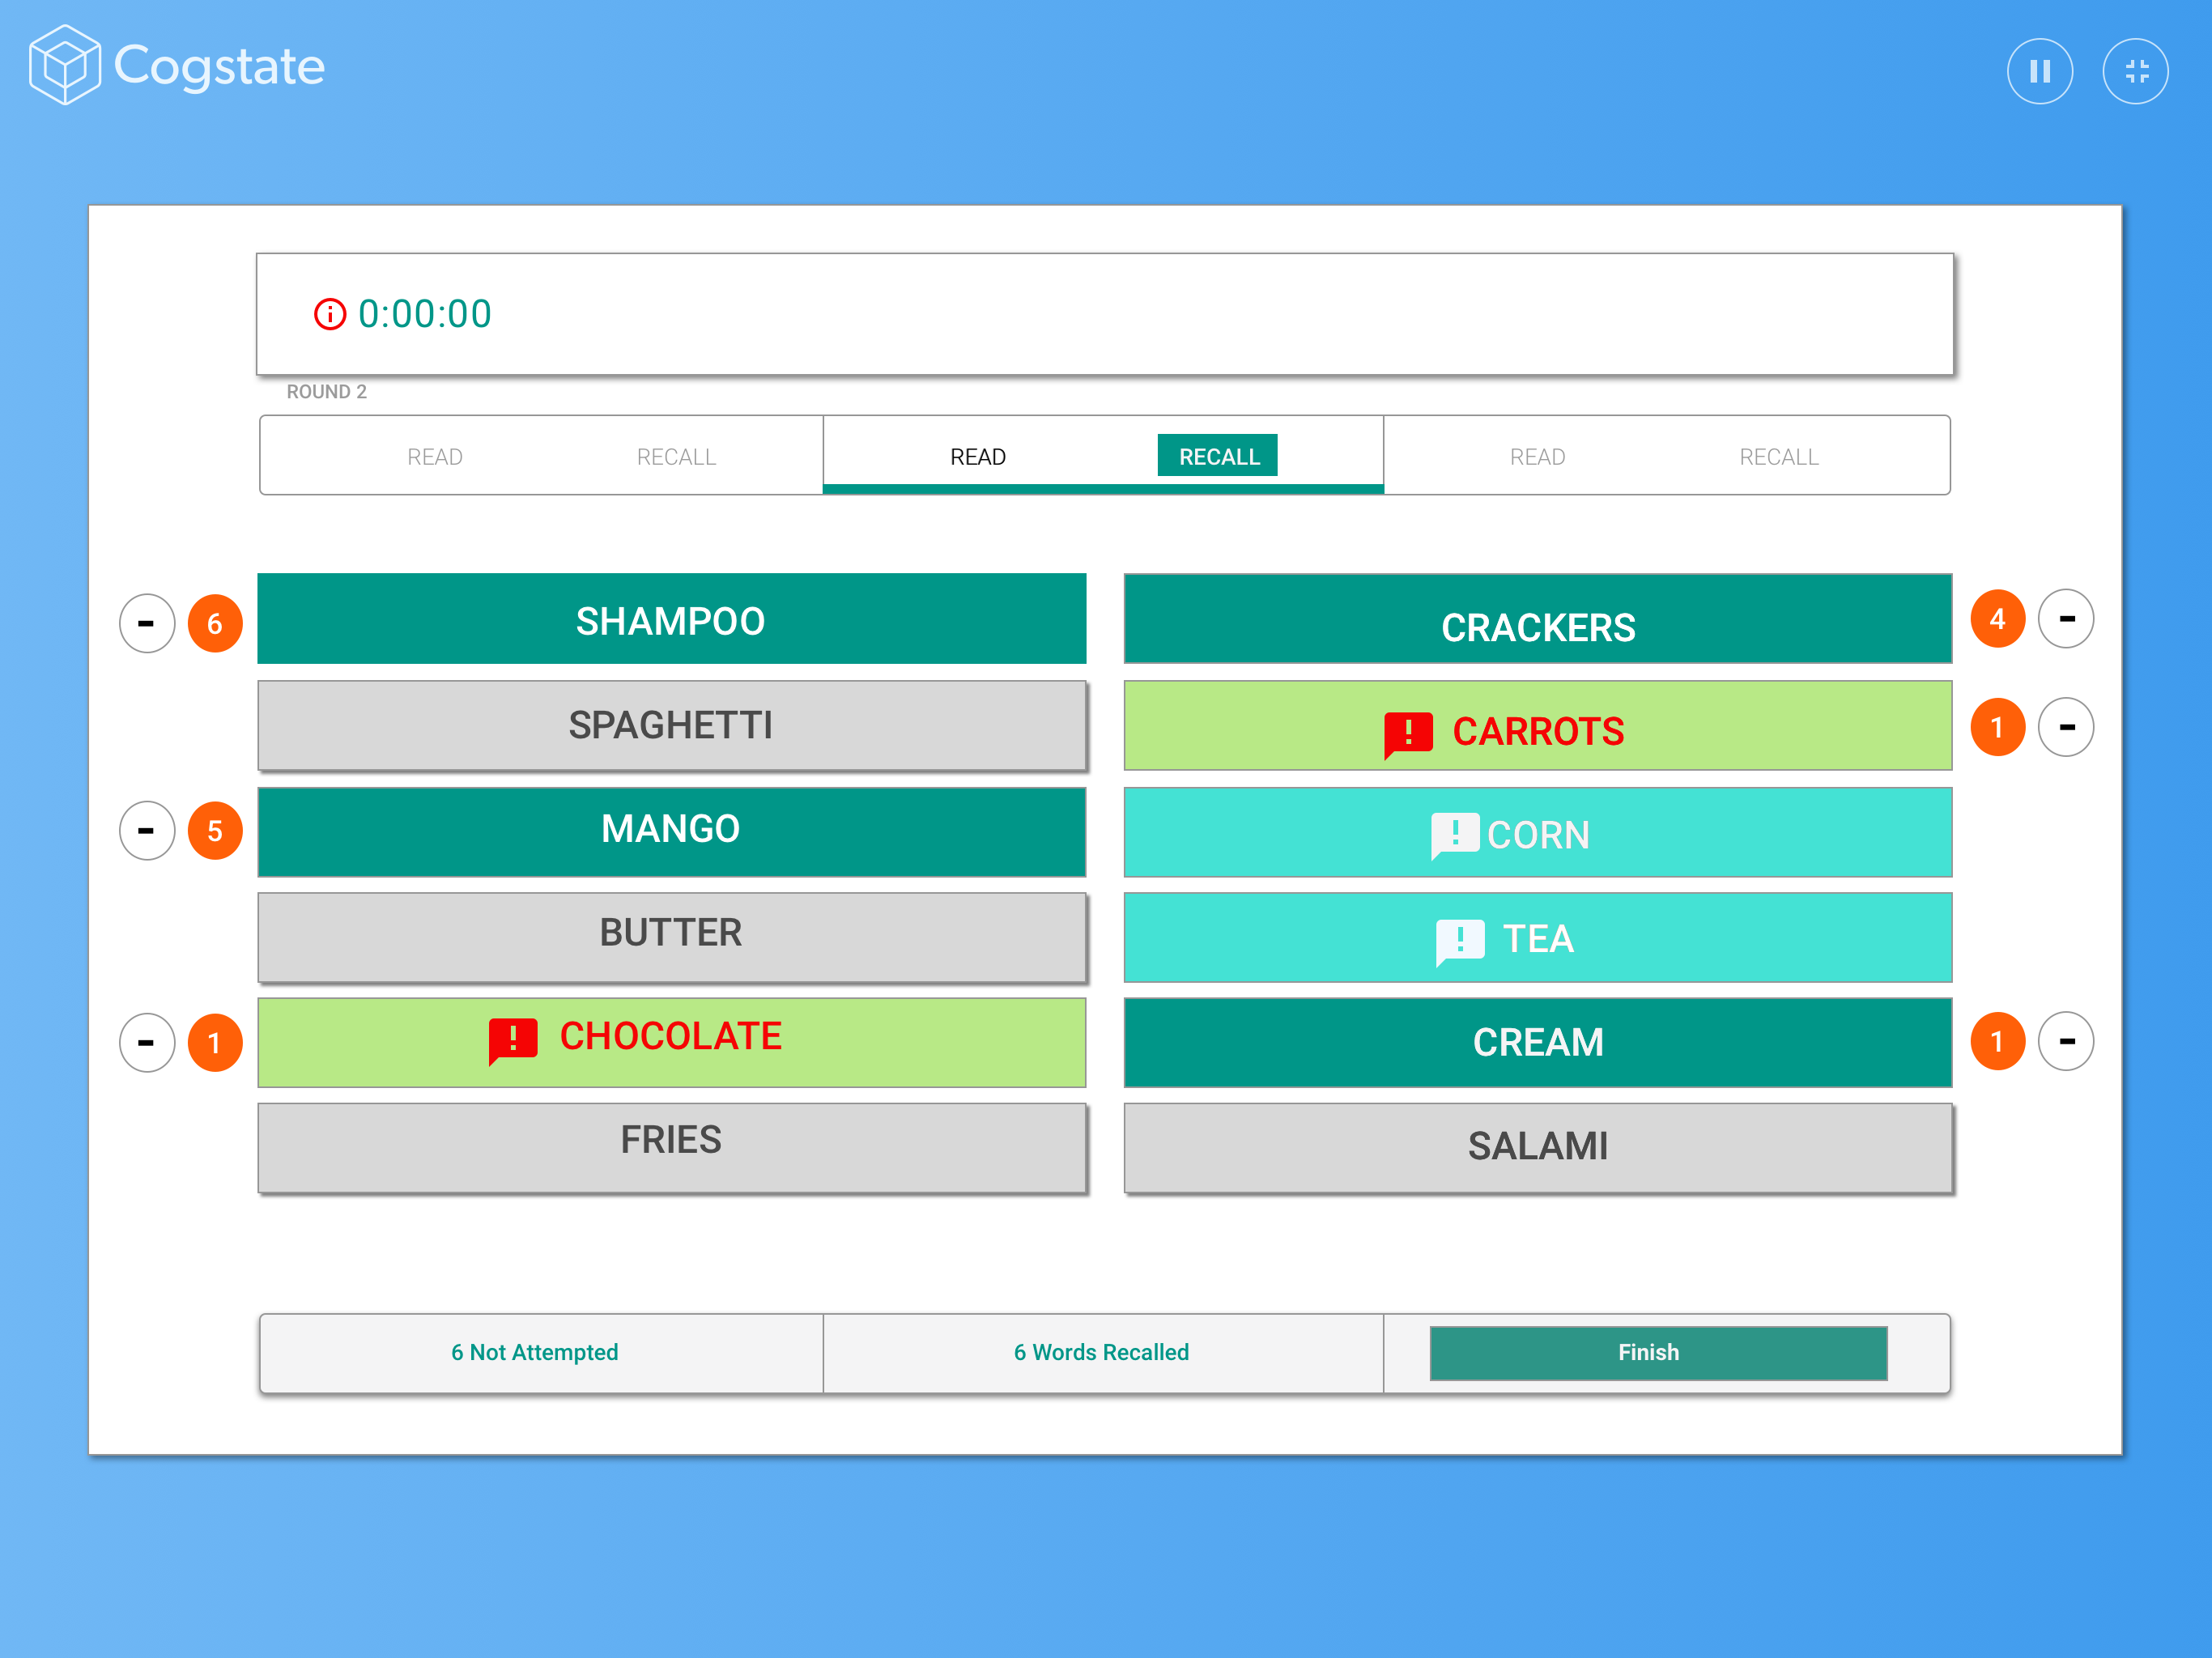 Cogstate
0:00:00
ROUND 2
READ RECALL READ RECALL READ RECALL
- 6 SHAMPOO CRACKERS 4 -
SPAGHETTI CARROTS 1 -
- 5 MANGO CORN
BUTTER TEA
- 1 CHOCOLATE CREAM 1 -
FRIES SALAMI
6 Not Attempted 6 Words Recalled Finish